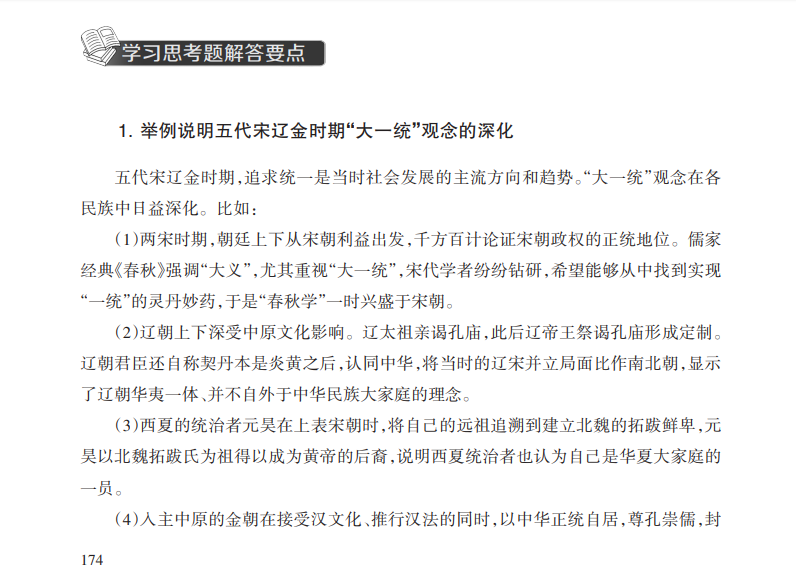 学习思考题解答要点
1. 举例说明五代宋辽金时期“大一统”观念的深化
五代宋辽金时期,追求统一是当时社会发展的主流方向和趋势。“大一统”观念在各
民族中日益深化。比如:
(1)两宋时期,朝廷上下从宋朝利益出发,千方百计论证宋朝政权的正统地位。儒家
经典《春秋》强调“大义”,尤其重视“大一统”,宋代学者纷纷钻研,希望能够从中找到实现
“一统”的灵丹妙药,于是“春秋学”一时兴盛于宋朝。
(2)辽朝上下深受中原文化影响。辽太祖亲谒孔庙,此后辽帝王祭谒孔庙形成定制。
辽朝君臣还自称契丹本是炎黄之后,认同中华,将当时的辽宋并立局面比作南北朝,显示
了辽朝华夷一体、并不自外于中华民族大家庭的理念。
(3)西夏的统治者元昊在上表宋朝时,将自己的远祖追溯到建立北魏的拓跋鲜卑,元
昊以北魏拓跋氏为祖得以成为黄帝的后裔,说明西夏统治者也认为自己是华夏大家庭的
一员。
(4)入主中原的金朝在接受汉文化、推行汉法的同时,以中华正统自居,尊孔崇儒,封
174